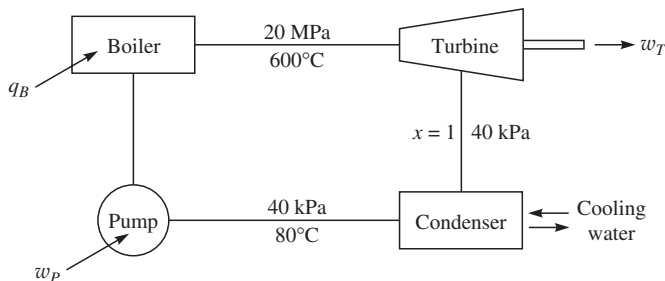 Boiler
20 MPa
600°C
Turbine
w_T
q_B
x = 1
40 kPa
Pump
40 kPa
80°C
Condenser
Cooling
water
w_P